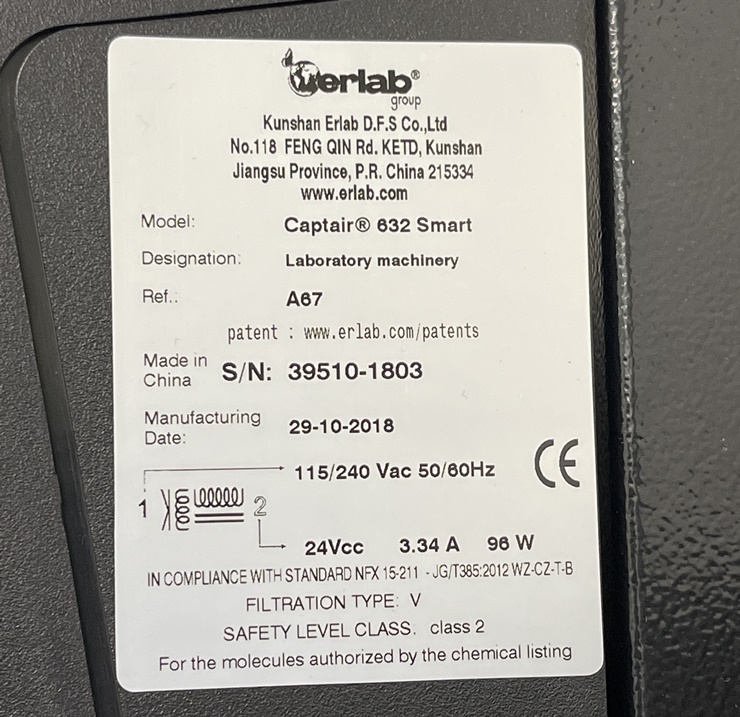 erlab®
group
Kunshan Erlab D.F.S Co.,Ltd
No.118 FENG QIN Rd. KETD, Kunshan
Jiangsu Province, P.R. China 215334
www.erlab.com
Model: Captair® 632 Smart
Designation: Laboratory machinery
Ref.: A67
patent : www.erlab.com/patents
Made in China S/N: 39510-1803
Manufacturing Date: 29-10-2018
115/240 Vac 50/60Hz CE
1 2
24Vcc 3.34 A 96 W
IN COMPLIANCE WITH STANDARD NFX 15-211 - JG/T385:2012 WZ-CZ-T-B
FILTRATION TYPE: V
SAFETY LEVEL CLASS. class 2
For the molecules authorized by the chemical listing